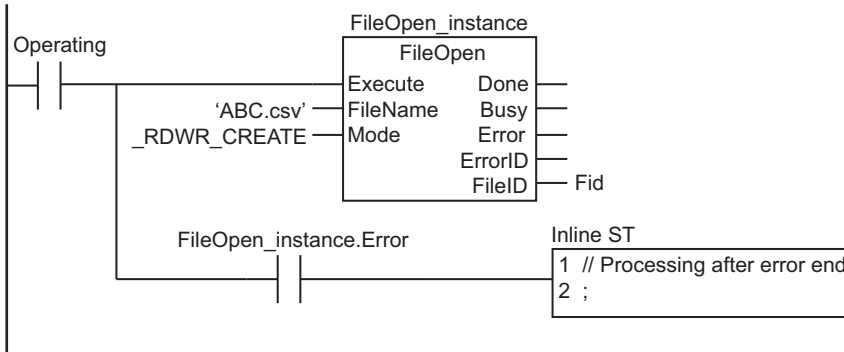 FileOpen_instance
Operating
FileOpen
Execute Done
‘ABC.csv’ FileName Busy
_RDWR_CREATE Mode Error
ErrorID
FileID Fid
FileOpen_instance.Error
Inline ST
1 // Processing after error end
2 ;